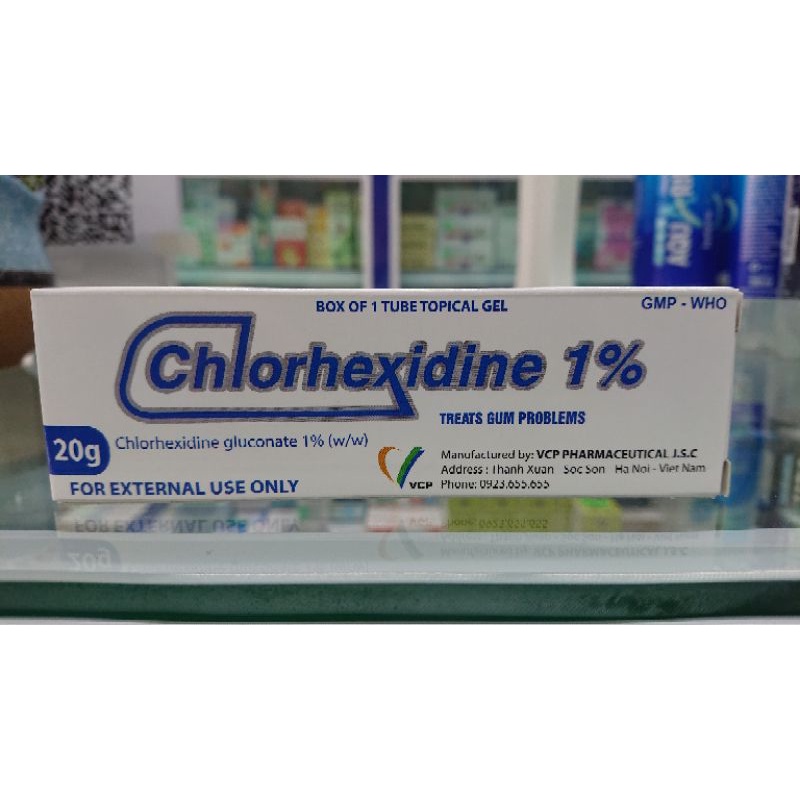 BOX OF 1 TUBE TOPICAL GEL
GMP - WHO
Chlorhexidine 1%
TREATS GUM PROBLEMS
20g
Chlorhexidine gluconate 1% (w/w)
FOR EXTERNAL USE ONLY
VCP
Manufactured by: VCP PHARMACEUTICAL J.S.C
Address : Thanh Xuan Soc Son Ha Noi - Viet Nam
Phone: 0923.655.655